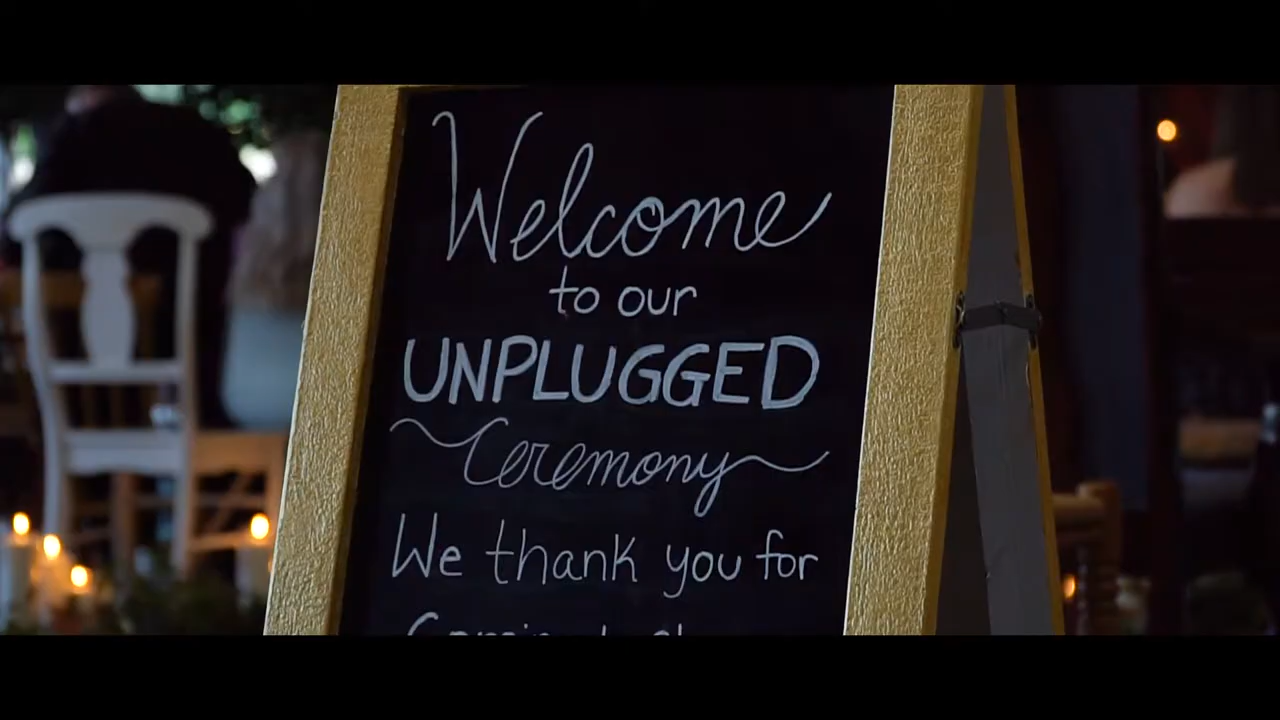 Welcome
to our
UNPLUGGED
Ceremony
We thank you for